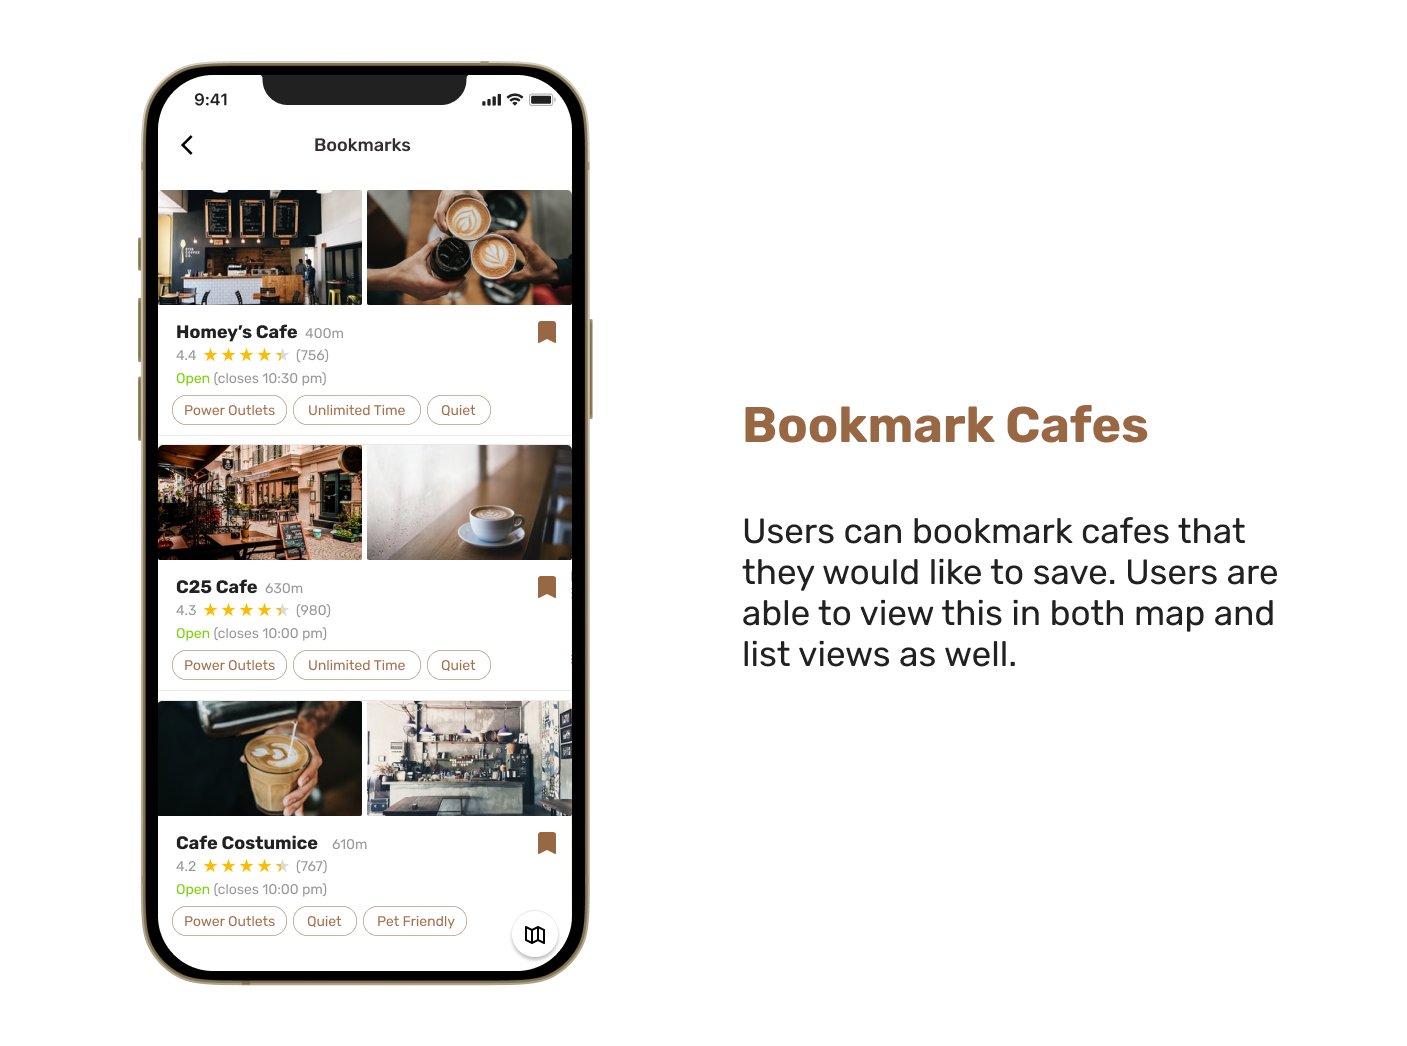 9:41
Bookmarks
Homey's Cafe 400m
4.4 (756)
Open (closes 10:30 pm)
Power Outlets Unlimited Time Quiet
C25 Cafe 630m
4.3 (980)
Open (closes 10:00 pm)
Power Outlets Unlimited Time Quiet
Cafe Costumice 610m
4.2 (767)
Open (closes 10:00 pm)
Power Outlets Quiet Pet Friendly
Bookmark Cafes
Users can bookmark cafes that
they would like to save. Users are
able to view this in both map and
list views as well.